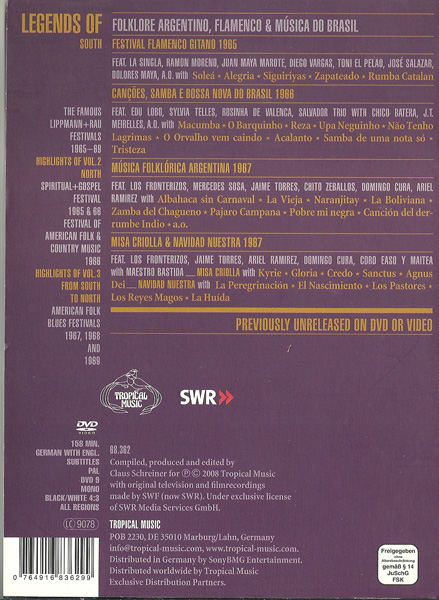 LEGENDS OF
SOUTH
FOLKLORE ARGENTINO, FLAMENCO & MÚSICA DO BRASIL
FESTIVAL FLAMENCO GITANO 1965
FEAT. LA SINGLA, RAMON MORENO, JUAN MAYA MAROTE, DIEGO VARGAS, TONI EL PELAO, JOSÉ SALAZAR,
DOLORES MAYA, A.O. with Soleá • Alegria • Siguiriyas • Zapateado • Rumba Catalan
CANÇÕES, SAMBA E BOSSA NOVA DO BRASIL 1966
FEAT. EDU LOBO, SYLVIA TELLES, ROSINHA DE VALENCA, SALVADOR TRIO WITH CHICO BATERA, J.T.
MEIRELLES, A.O. with Macumba • O Barquinho • Reza • Upa Neguinho • Não Tenho
Lagrimas • O Orvalho vem caindo • Acalanto • Samba de uma nota só •
Tristeza
MÚSICA FOLKLÓRICA ARGENTINA 1967
FEAT. LOS FRONTERIZOS, MERCEDES SOSA, JAIME TORRES, CHITO ZEBALLOS, DOMINGO CURA, ARIEL
RAMIREZ with Albahaca sin Carnaval • La Vieja • Naranjitay • La Boliviana •
Zamba del Chagueno • Pajaro Campana • Pobre mi negra • Canción del der-
rumbe Indio • a.o.
MISA CRIOLLA & NAVIDAD NUESTRA 1967
FEAT. LOS FRONTERIZOS, JAIME TORRES, ARIEL RAMIREZ, DOMINGO CURA, CORO EASO Y MAITEA
with MAESTRO BASTIDA __ MISA CRIOLLA with Kyrie • Gloria • Credo • Sanctus • Agnus
Dei __ NAVIDAD NUESTRA with La Peregrinación • El Nascimiento • Los Pastores •
Los Reyes Magos • La Huída
PREVIOUSLY UNRELEASED ON DVD OR VIDEO
THE FAMOUS
LIPPMANN+RAU
FESTIVALS
1965–69
HIGHLIGHTS OF VOL. 2
NORTH
SPIRITUAL+GOSPEL
FESTIVAL
1965 & 66
FESTIVAL OF
AMERICAN FOLK &
COUNTRY MUSIC
1966
HIGHLIGHTS OF VOL. 3
FROM SOUTH
TO NORTH
AMERICAN FOLK
BLUES FESTIVALS
1967, 1968
AND
1969
TROPICAL
MUSIC
SWR
DVD
VIDEO
156 MIN.
GERMAN WITH ENGL.
SUBTITLES
PAL
DVD 9
MONO
BLACK/WHITE 4:3
ALL REGIONS
LC 9078
68.362
Compiled, produced and edited by
Claus Schreiner for ℗ © 2008 Tropical Music
with original television and filmrecordings
made by SWF (now SWR). Under exclusive license
of SWR Media Services GmbH.
TROPICAL MUSIC
POB 2230, DE 35010 Marburg/Lahn, Germany
info@tropical-music.com, www.tropical-music.com
Distributed in Germany by SonyBMG Entertainment.
Distributed worldwide by Tropical Music
Exclusive Distribution Partners.
0 764916 836299
Freigegeben
ohne
Altersbeschränkung
gemäß § 14
JuSchG
FSK